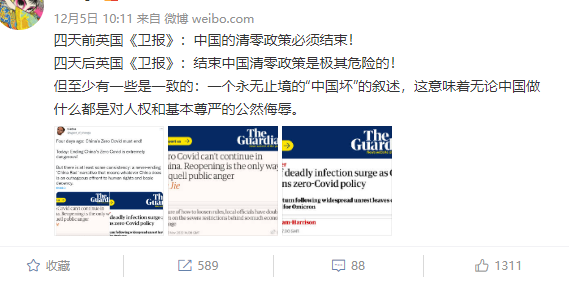 12月5日 10:11 来自 微博 weibo.com
四天前英国《卫报》：中国的清零政策必须结束！
四天后英国《卫报》：结束中国清零政策是极其危险的！
但至少有一些是一致的：一个永无止境的“中国坏”的叙述，这意味着无论中国做
什么都是对人权和基本尊严的公然侮辱。
Four days ago: China's Zero Covid must end!
Today: Ending China's Zero Covid is extremely
dangerous!
The
Guardia
o Covid can't continue in
ina. Reopening is the only way
quell public anger
The
Guar
f deadly infection surge as C
ns zero-Covid policy
收藏
589
88
1311